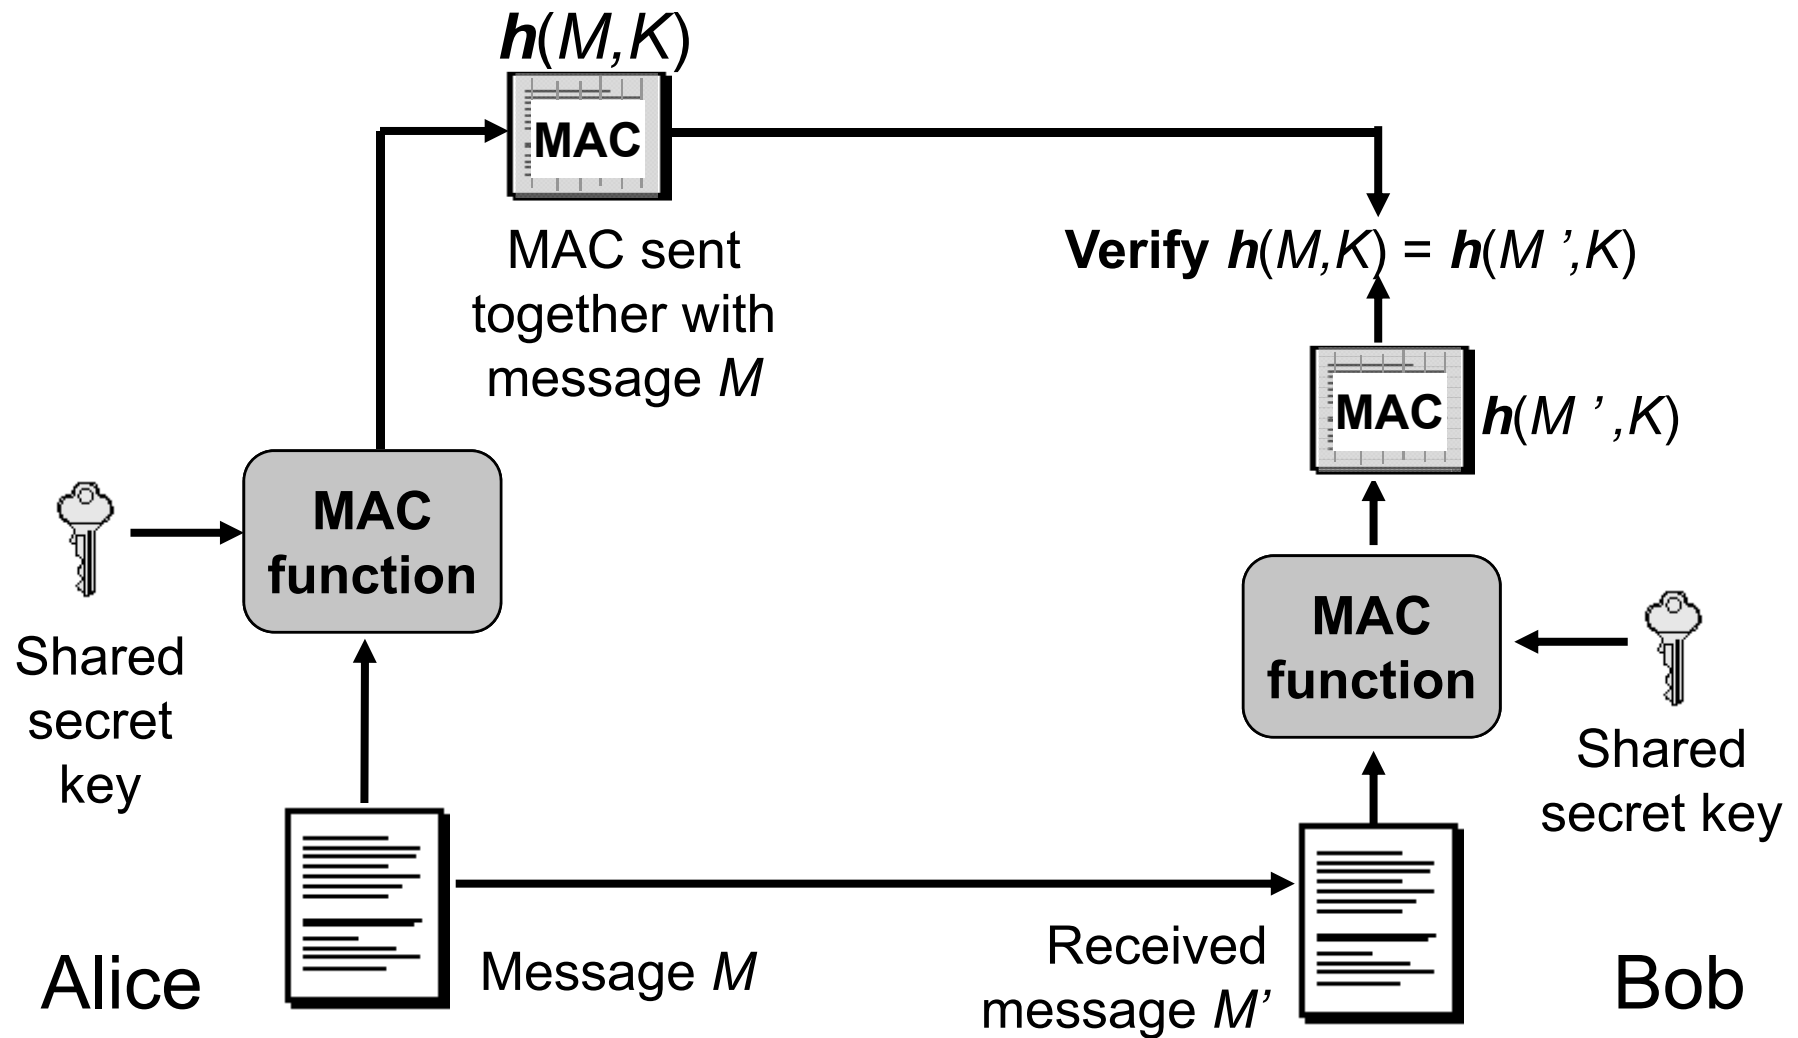 h(M,K)
MAC
MAC sent
together with
message M
Verify h(M,K) = h(M ’,K)
MAC
h(M ’ ,K)
MAC
function
Shared
secret
key
MAC
function
Shared
secret key
Alice
Message M
Received
message M’
Bob